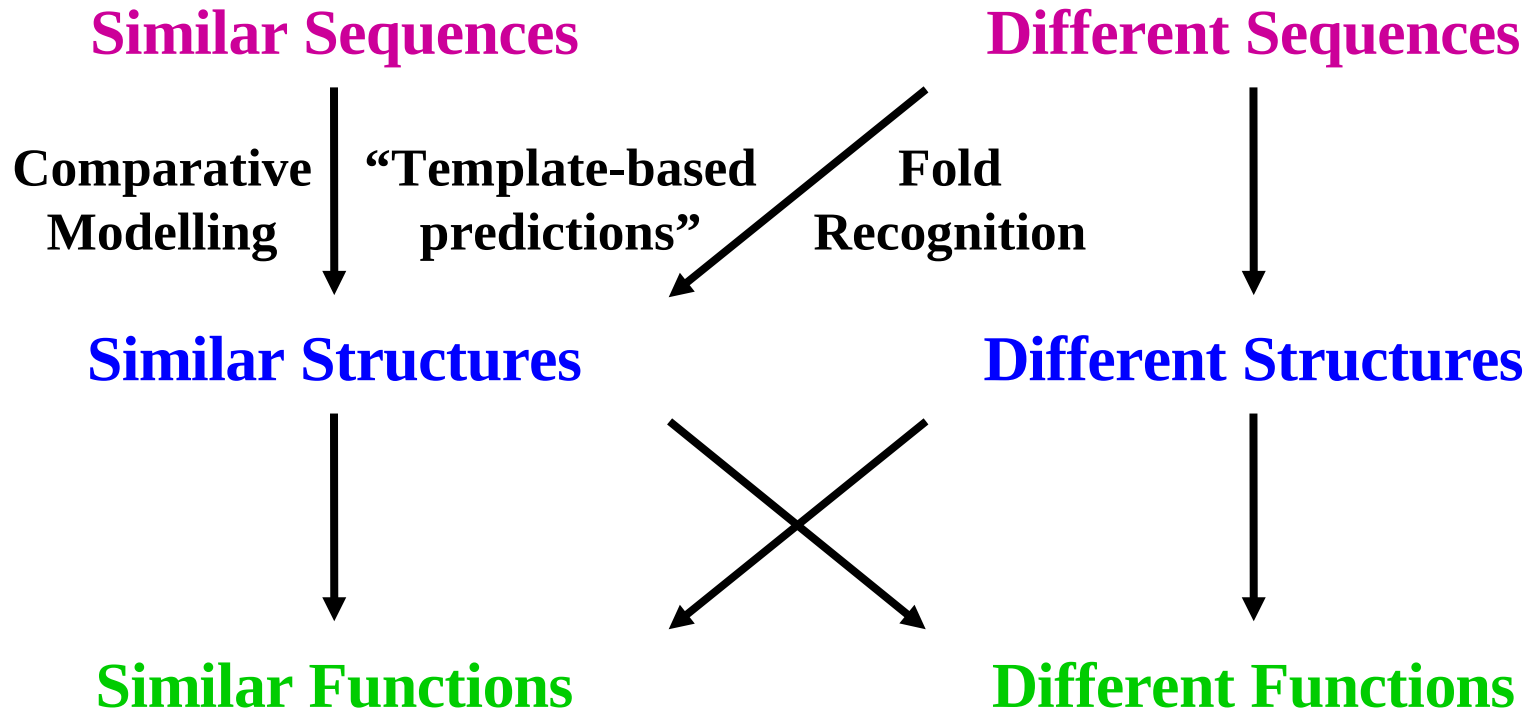 Similar Sequences
Different Sequences
Comparative
Modelling
“Template-based
predictions”
Fold
Recognition
Similar Structures
Different Structures
Similar Functions
Different Functions